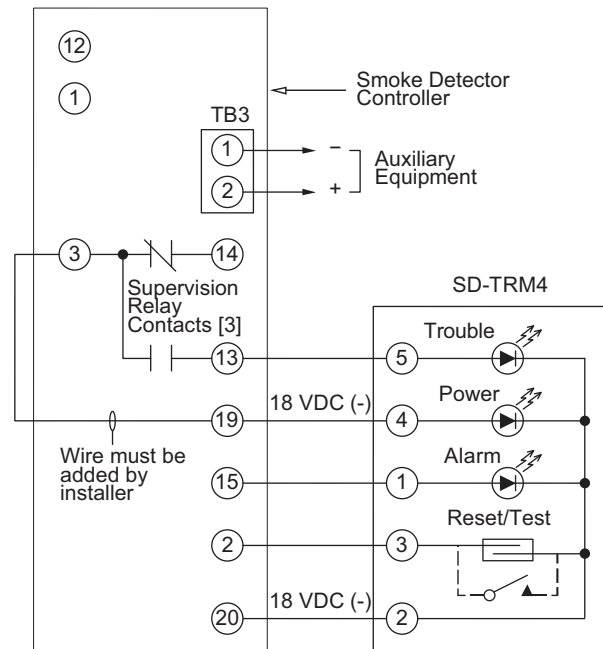 12
1
Smoke Detector
Controller
TB3
1
−
2
+
Auxiliary
Equipment
3
14
Supervision
Relay
Contacts [3]
13
SD-TRM4
5
Trouble
19
18 VDC (-)
4
Power
Wire must be
added by
installer
15
1
Alarm
2
3
Reset/Test
20
18 VDC (-)
2